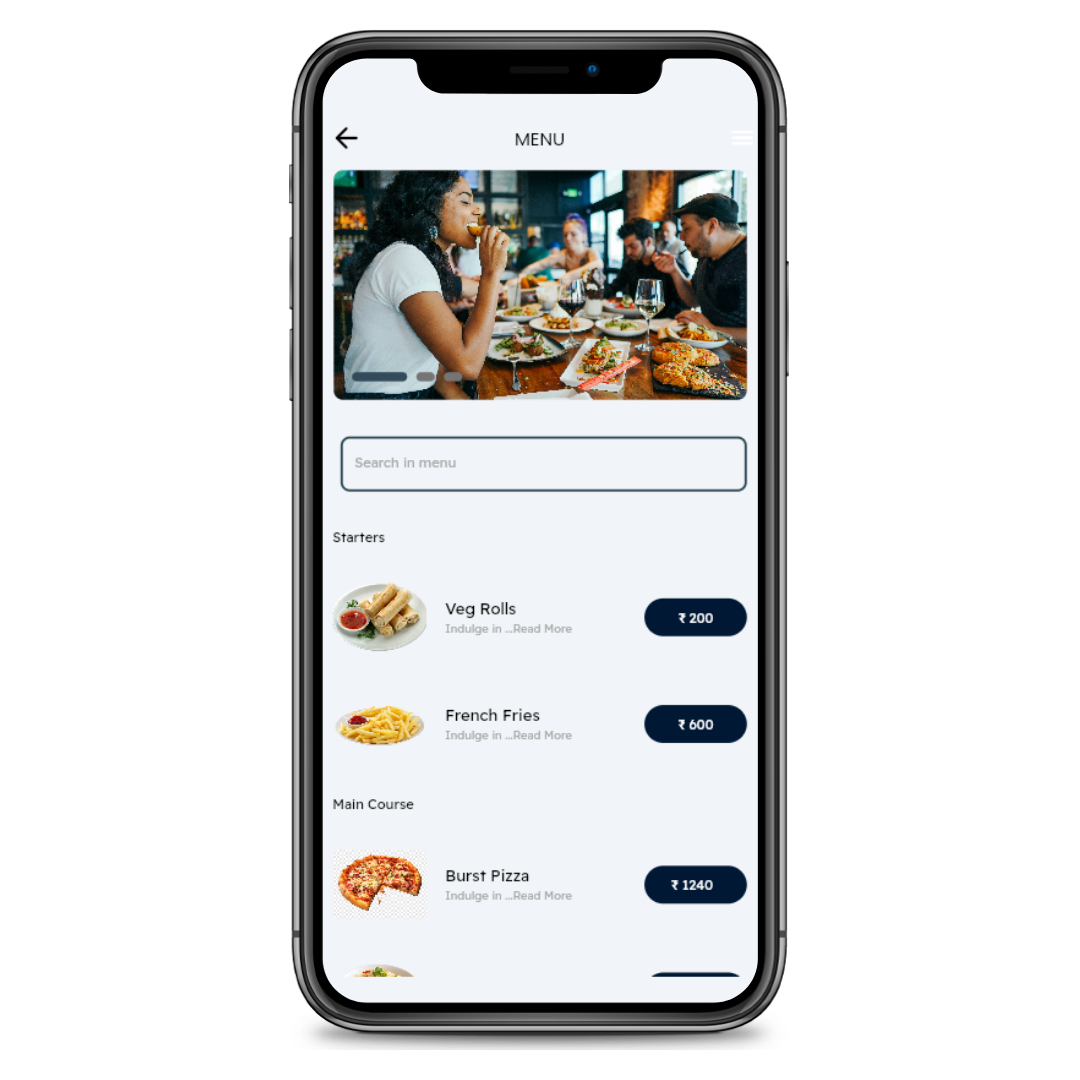 MENU
Search in menu
Starters
Veg Rolls
Indulge in ...Read More
₹ 200
French Fries
Indulge in ...Read More
₹ 600
Main Course
Burst Pizza
Indulge in ...Read More
₹ 1240